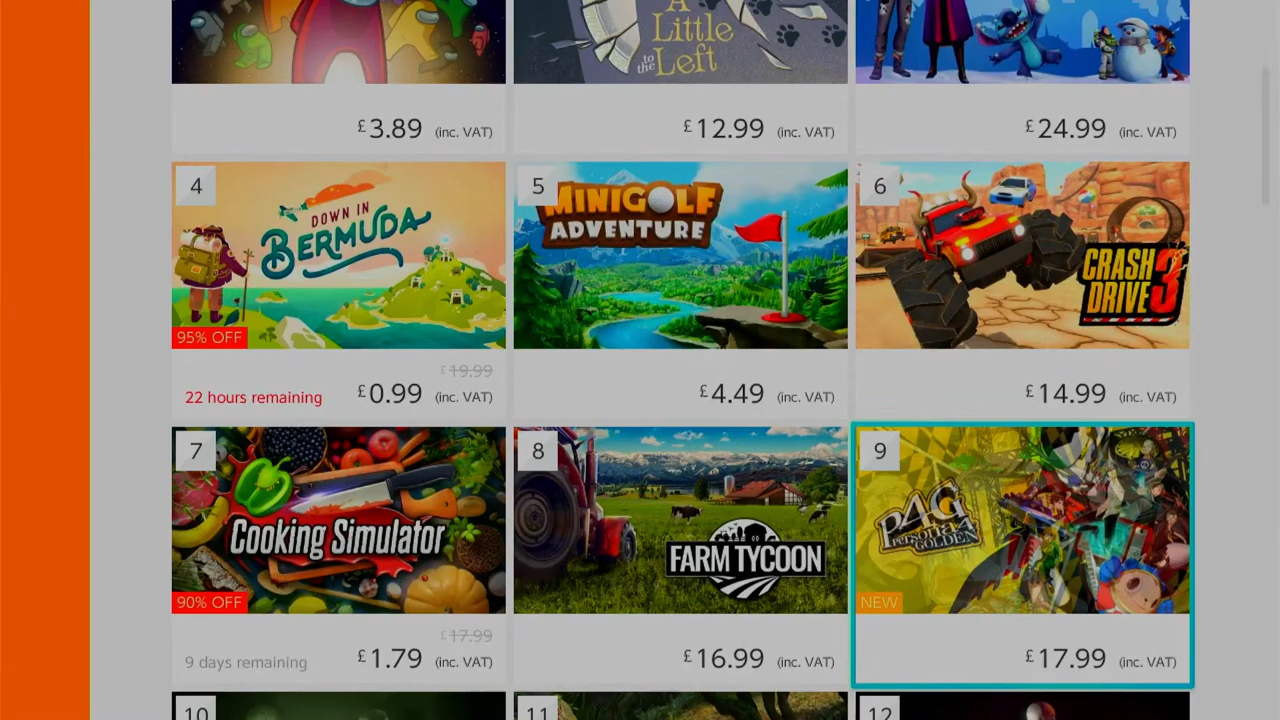 A
Little
to the Left
£3.89 (inc. VAT)
£12.99 (inc. VAT)
£24.99 (inc. VAT)
4
DOWN IN
BERMUDA
95% OFF
£19.99
22 hours remaining
£0.99 (inc. VAT)
5
MINIGOLF
ADVENTURE
£4.49 (inc. VAT)
6
CRASH
DRIVE 3
£14.99 (inc. VAT)
7
Cooking Simulator
90% OFF
£17.99
9 days remaining
£1.79 (inc. VAT)
8
FARM TYCOON
£16.99 (inc. VAT)
9
P4G
Persona4
GOLDEN
NEW
£17.99 (inc. VAT)
10
11
12